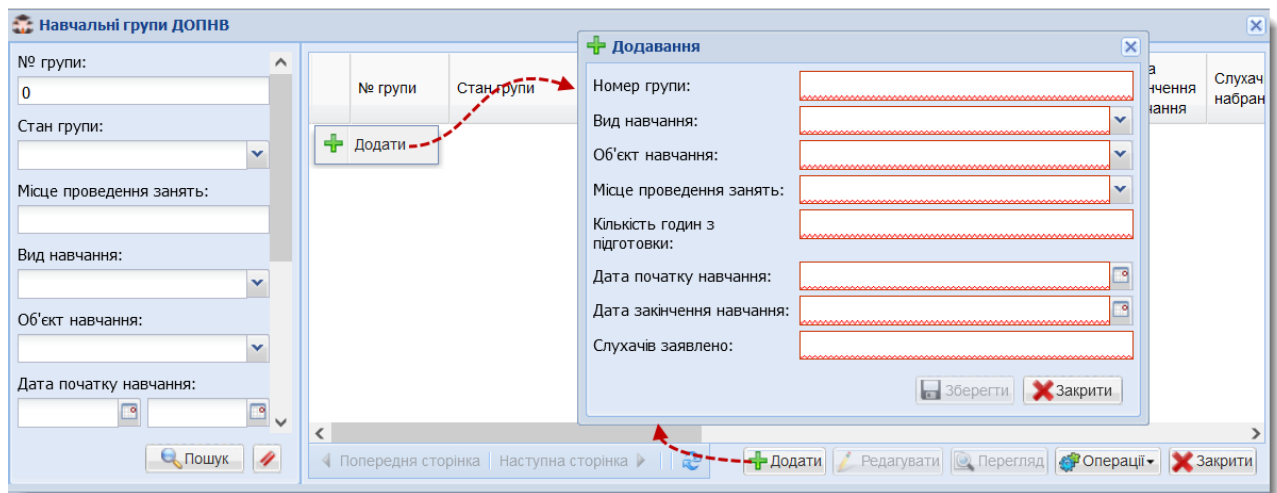 Навчальні групи ДОПНВ
№ групи:
0
Стан групи:
Місце проведення занять:
Вид навчання:
Об'єкт навчання:
Дата початку навчання:
Пошук
№ групи
Стан групи
Додати
Додавання
Номер групи:
Вид навчання:
Об'єкт навчання:
Місце проведення занять:
Кількість годин з
підготовки:
Дата початку навчання:
Дата закінчення навчання:
Слухачів заявлено:
Зберегти
Закрити
Слухач
набран
Попередня сторінка
Наступна сторінка
Додати
Редагувати
Перегляд
Операції
Закрити